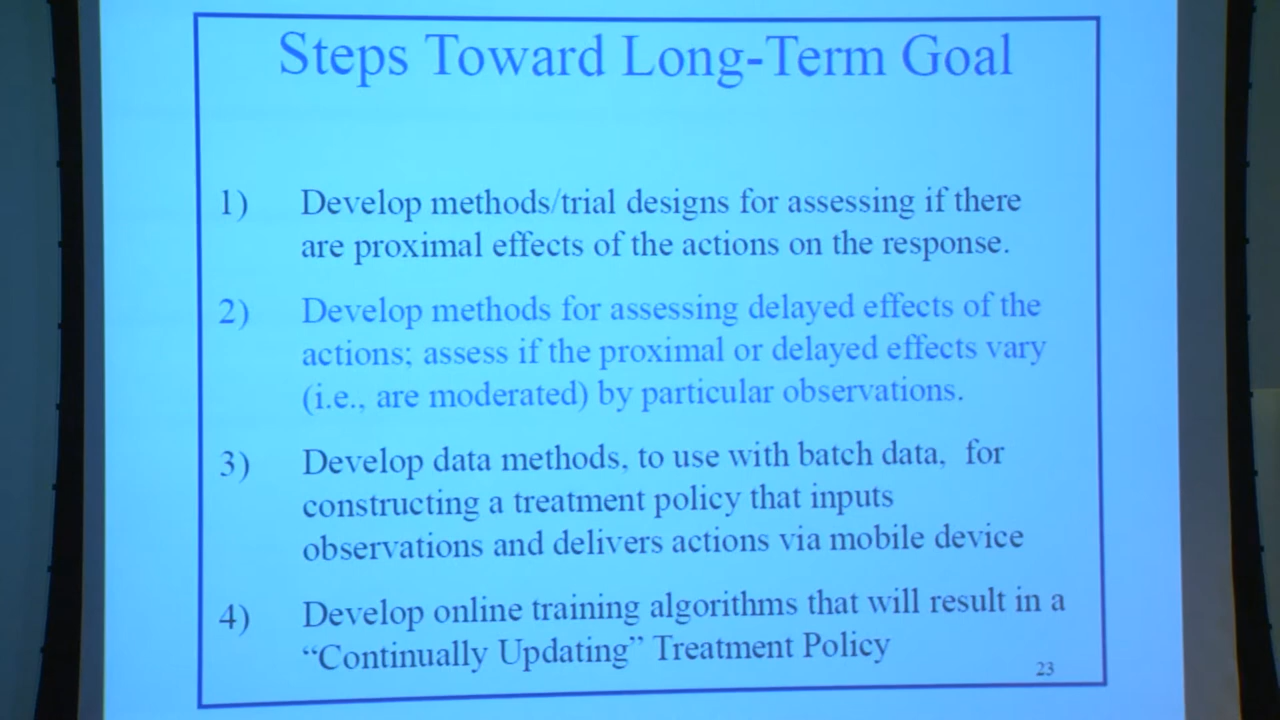 Steps Toward Long-Term Goal
1) Develop methods/trial designs for assessing if there
are proximal effects of the actions on the response.
2) Develop methods for assessing delayed effects of the
actions; assess if the proximal or delayed effects vary
(i.e., are moderated) by particular observations.
3) Develop data methods, to use with batch data, for
constructing a treatment policy that inputs
observations and delivers actions via mobile device
4) Develop online training algorithms that will result in a
“Continually Updating” Treatment Policy
23